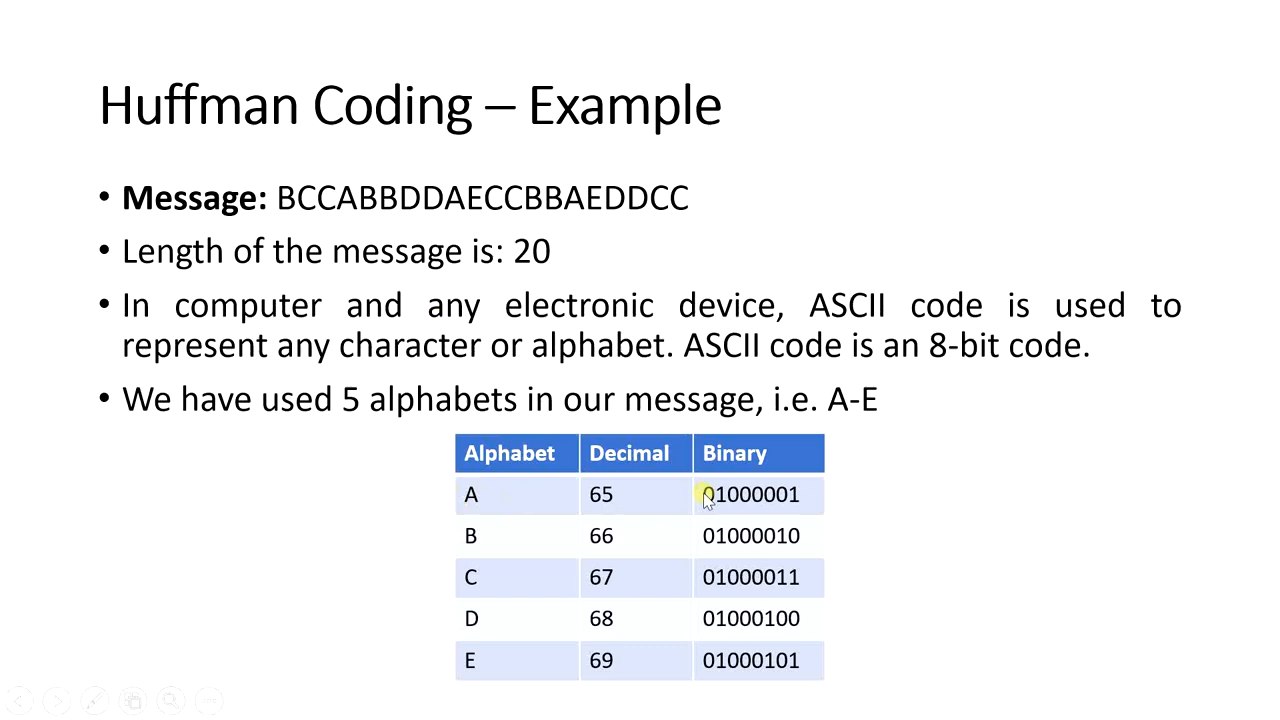 Huffman Coding – Example
• Message: BCCABBDDAECCBBAEDDCC
• Length of the message is: 20
• In computer and any electronic device, ASCII code is used to
represent any character or alphabet. ASCII code is an 8-bit code.
• We have used 5 alphabets in our message, i.e. A-E
Alphabet Decimal Binary
A 65 01000001
B 66 01000010
C 67 01000011
D 68 01000100
E 69 01000101